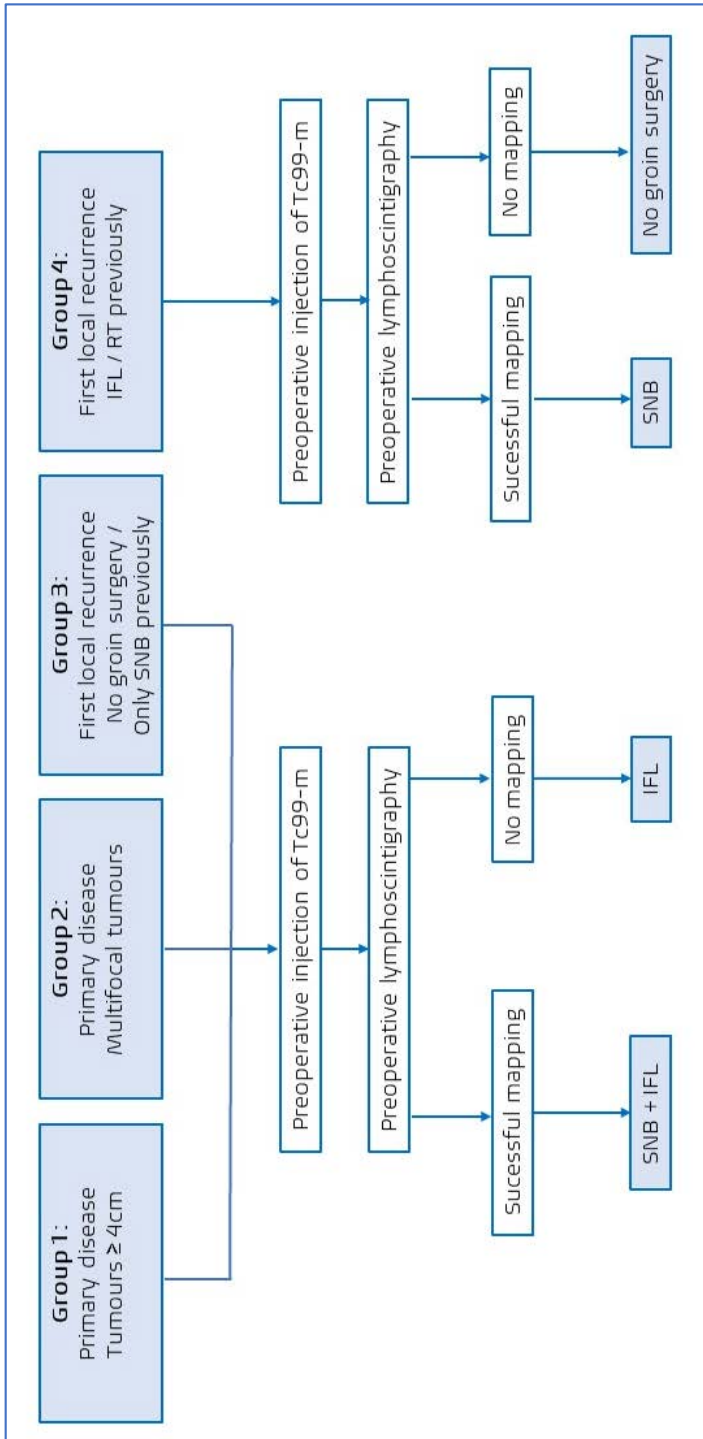 Group 1:
Primary disease
Tumours ≥ 4cm
Group 2:
Primary disease
Multifocal tumours
Group 3:
First local recurrence
No groin surgery /
Only SNB previously
Group 4:
First local recurrence
IFL / RT previously
Preoperative injection of Tc99-m
Preoperative lymphoscintigraphy
Sucessful mapping
No mapping
SNB + IFL
IFL
Preoperative injection of Tc99-m
Preoperative lymphoscintigraphy
Sucessful mapping
No mapping
SNB
No groin surgery